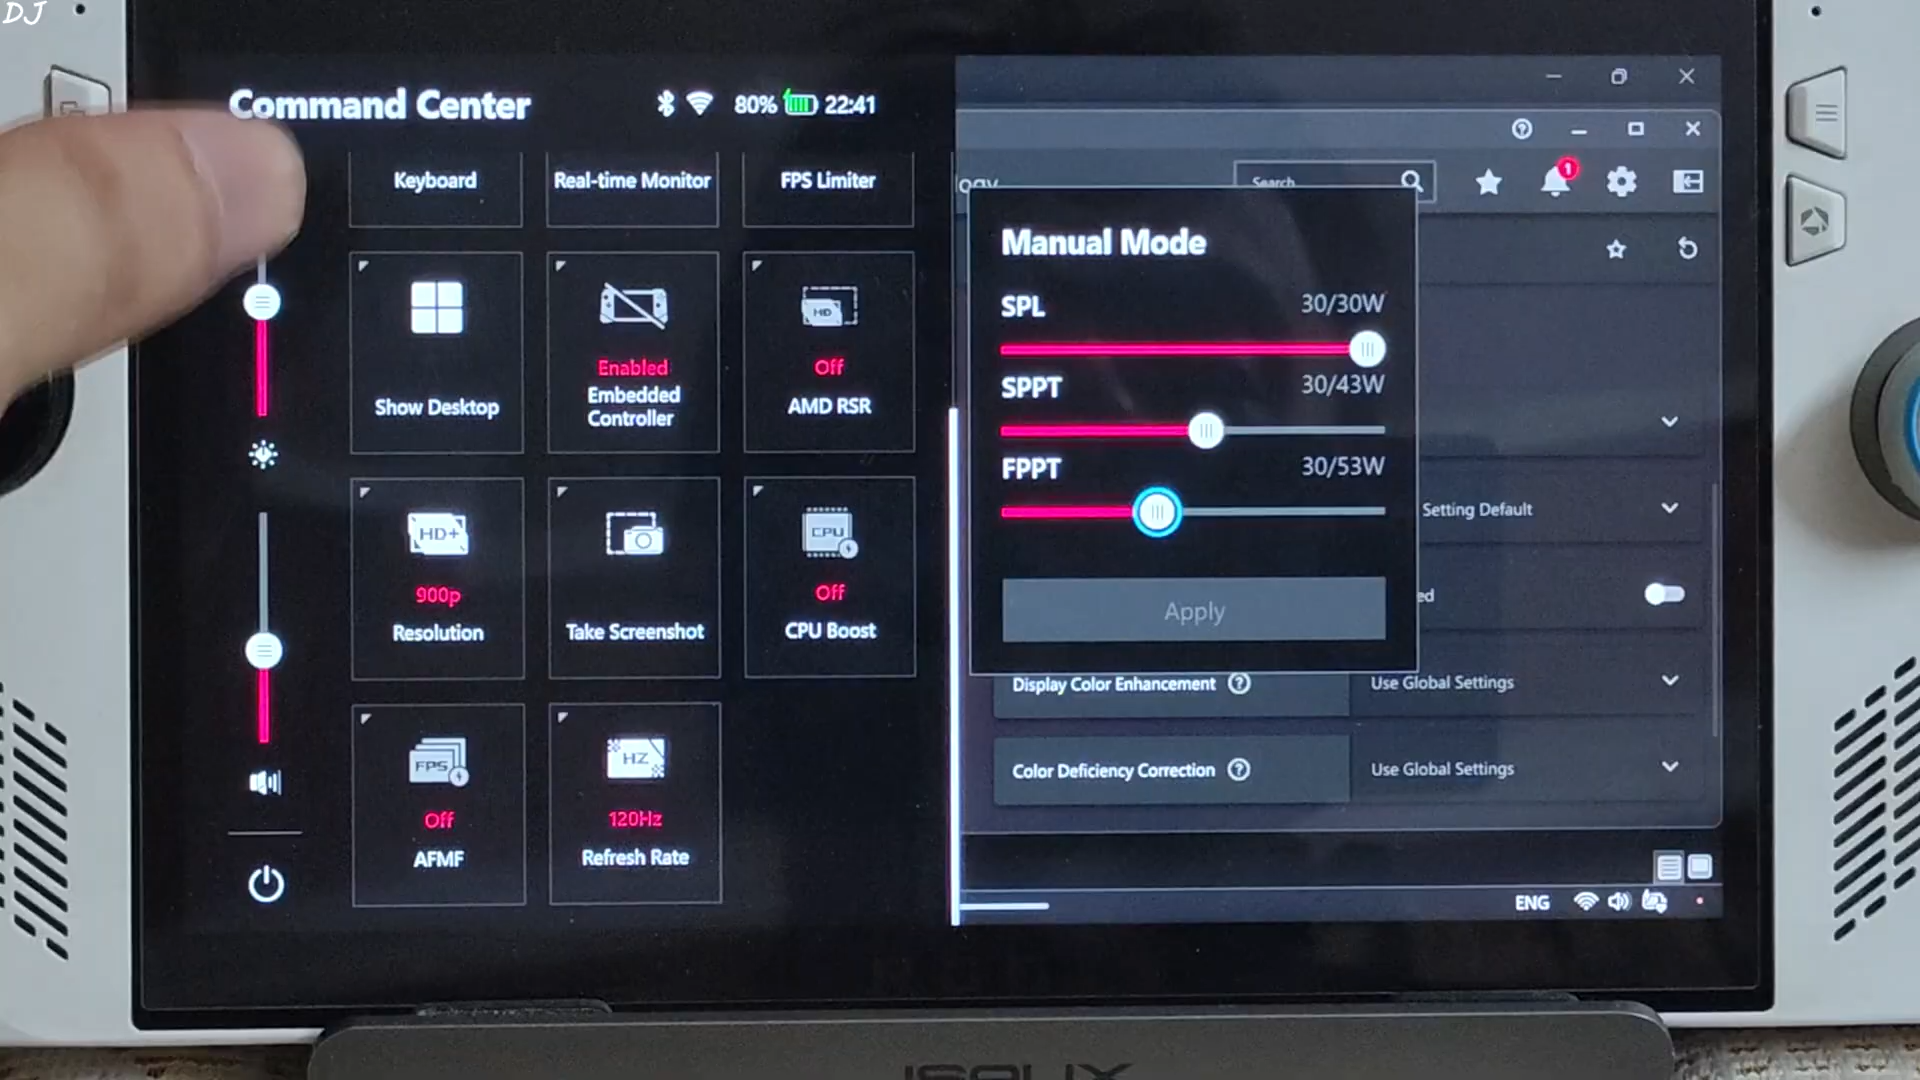 DJ
Command Center
80%
22:41
Keyboard
Real-time Monitor
FPS Limiter
Show Desktop
Enabled
Embedded
Controller
HD
Off
AMD RSR
HD+
900p
Resolution
Take Screenshot
CPU
Off
CPU Boost
FPS
Off
AFMF
HZ
120Hz
Refresh Rate
Search
1
Manual Mode
SPL
30/30W
SPPT
30/43W
FPPT
30/53W
Apply
Setting Default
Display Color Enhancement
Use Global Settings
Color Deficiency Correction
Use Global Settings
ENG